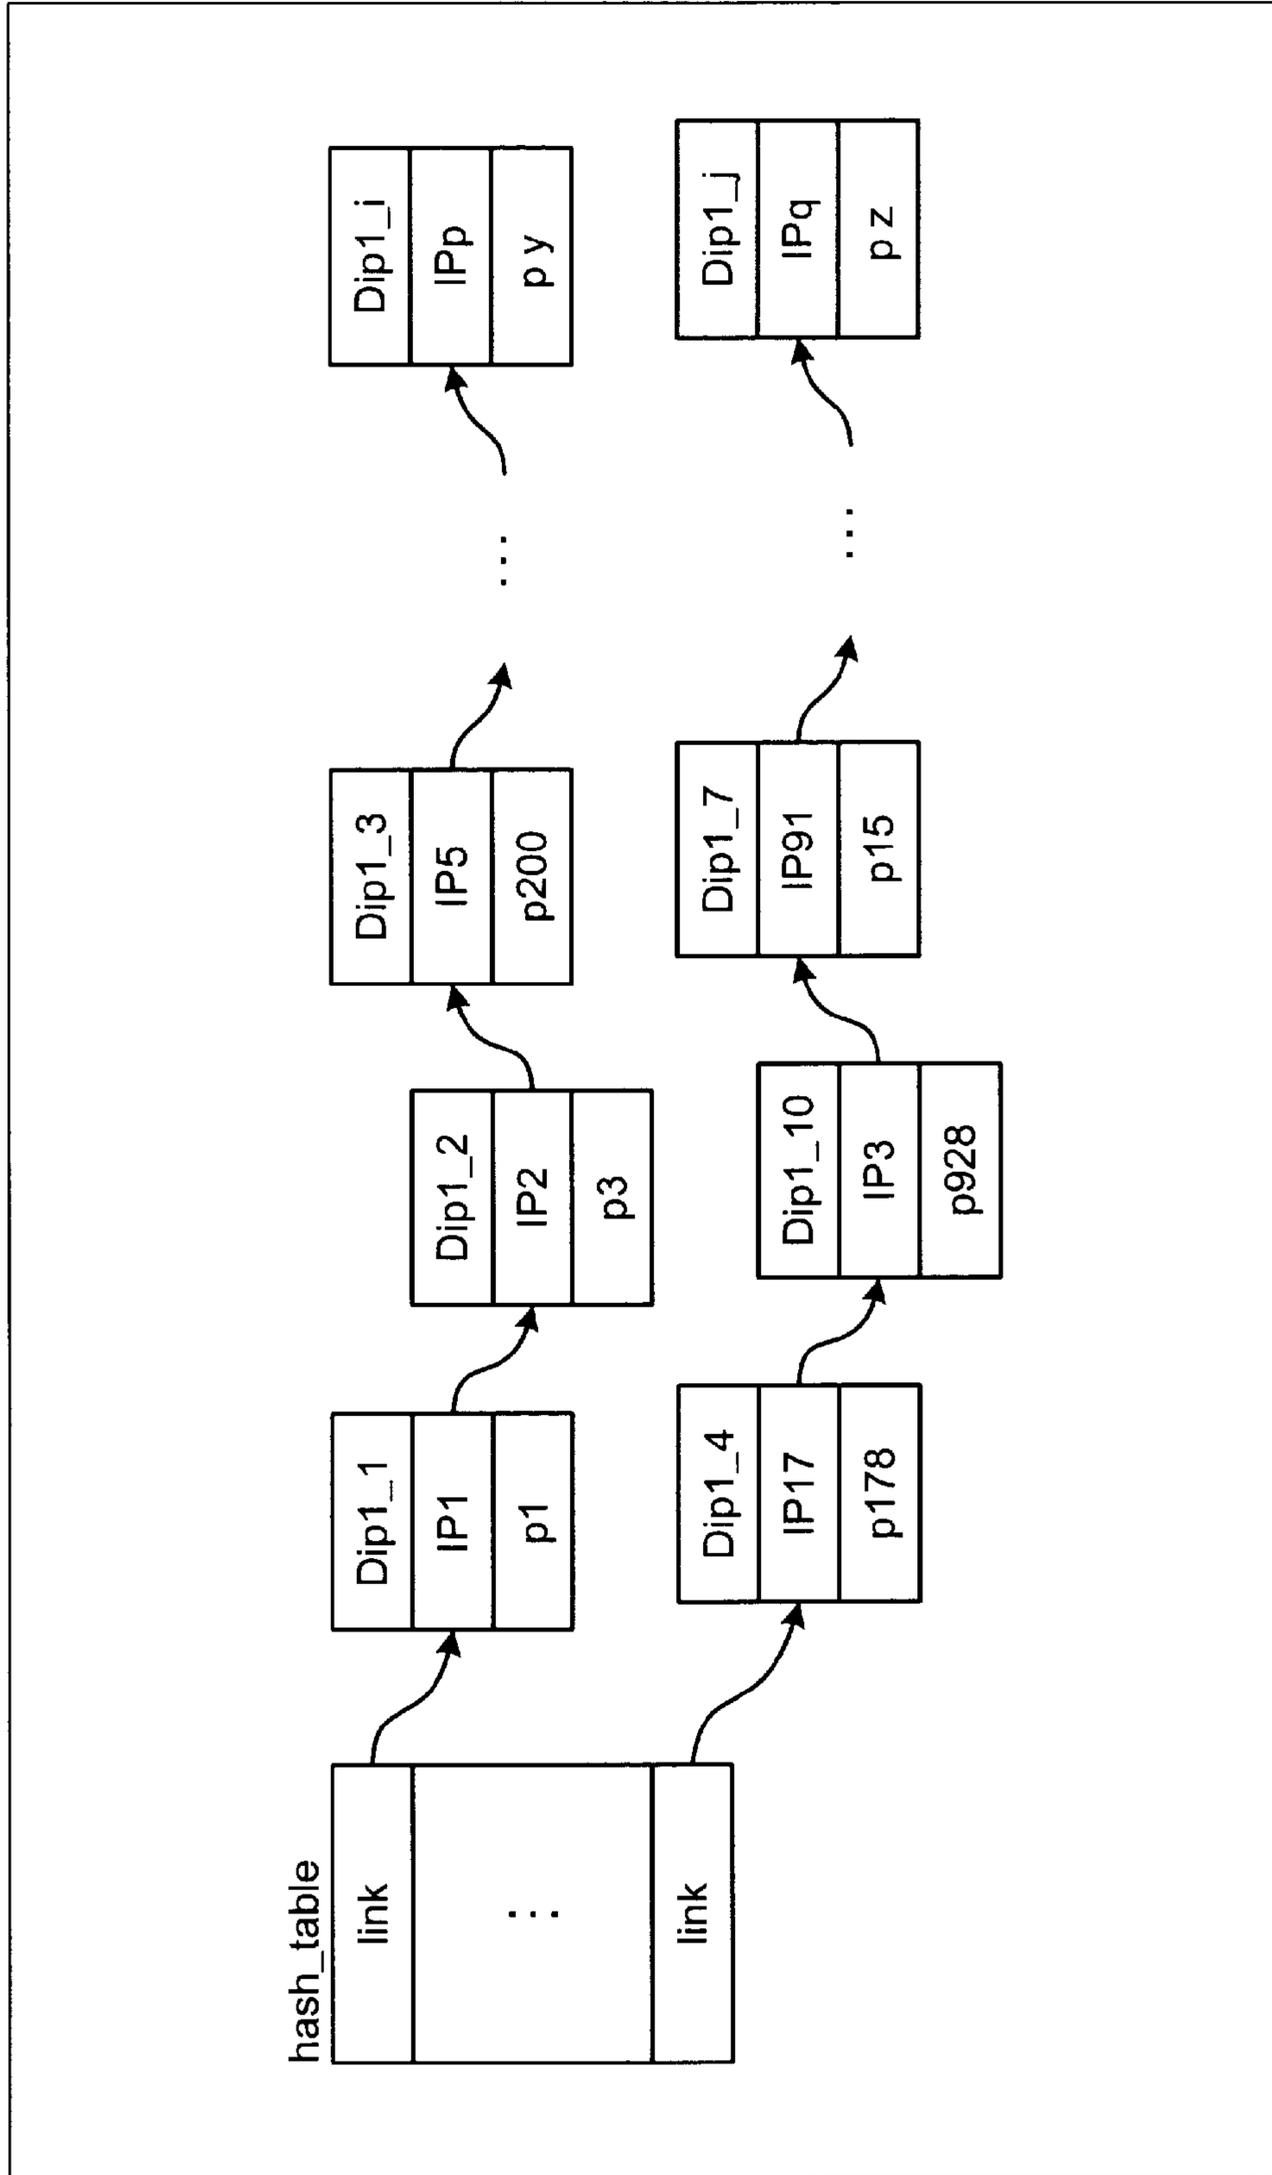 hash_table
link
...
link
Dip1_1
IP1
p1
Dip1_2
IP2
p3
Dip1_3
IP5
p200
...
Dip1_i
IPp
p y
Dip1_4
IP17
p178
Dip1_10
IP3
p928
Dip1_7
IP91
p15
...
Dip1_j
IPq
p z